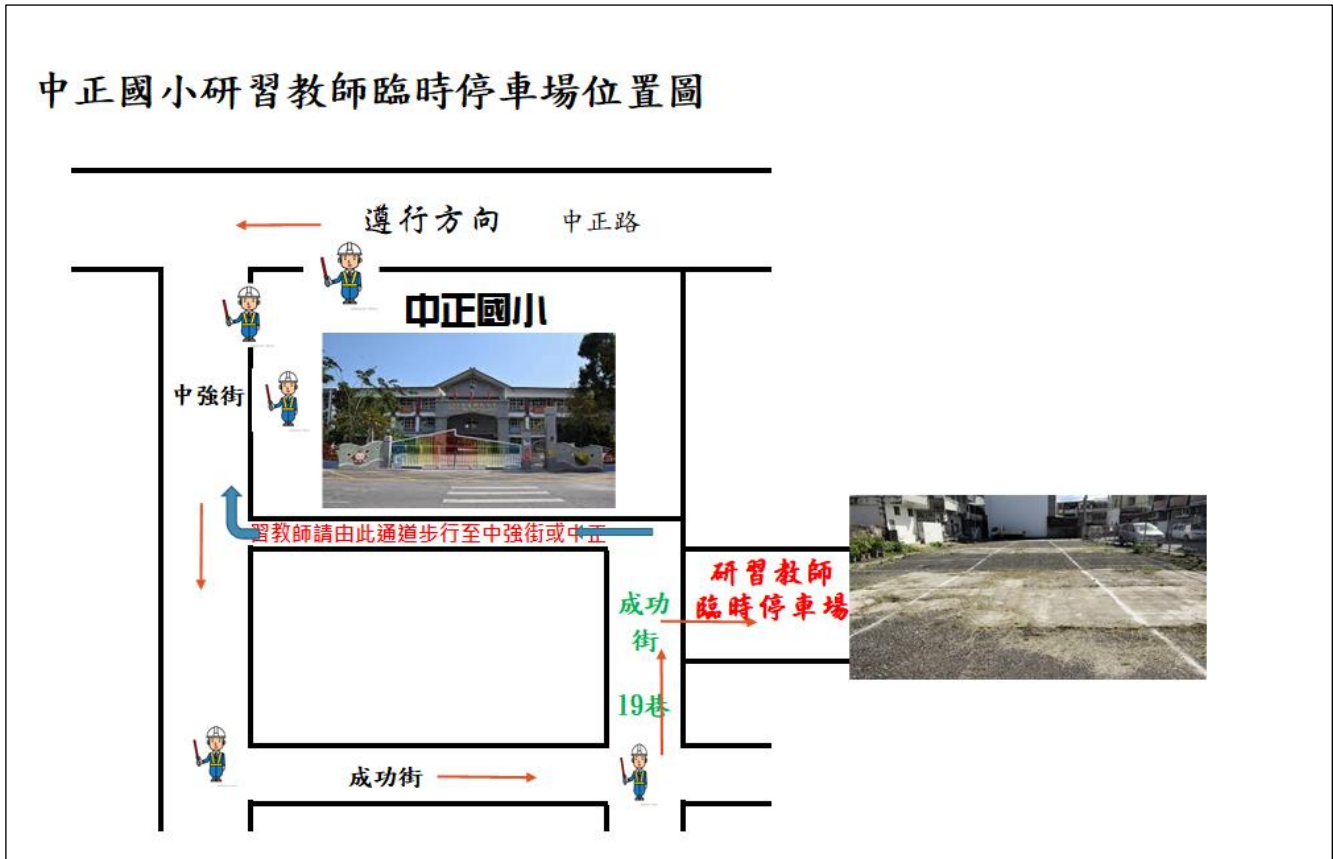 中正國小研習教師臨時停車場位置圖
遵行方向
中正路
中正國小
中強街
習教師請由此通道步行至中強街或中正
研習教師
臨時停車場
成功
街
19巷
成功街